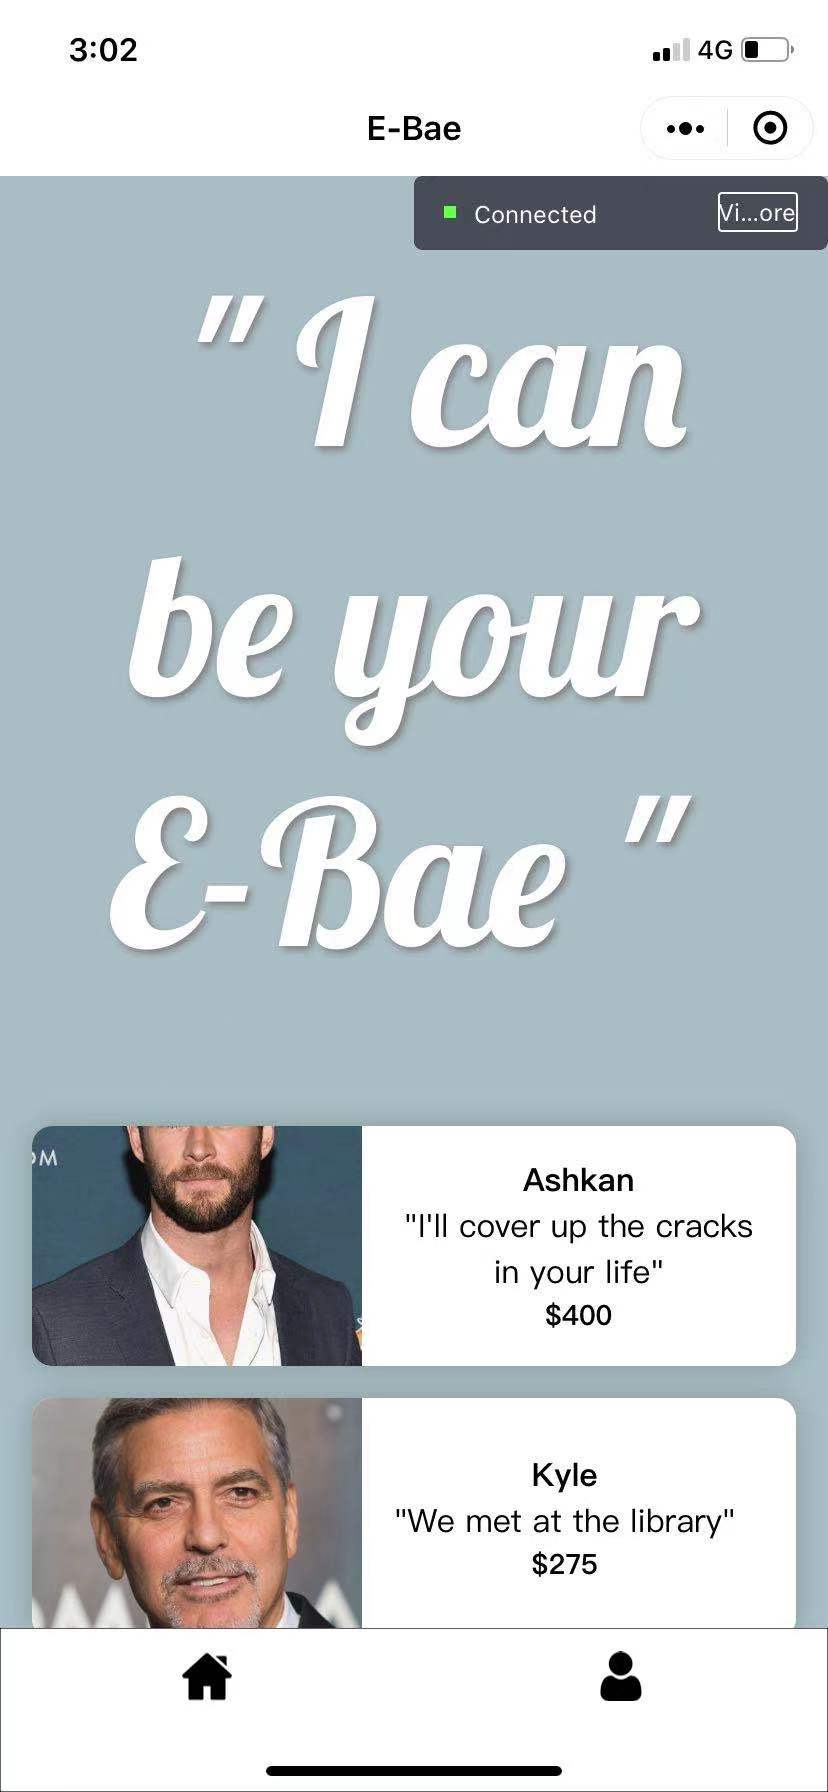 3:02
4G
E-Bae
Connected
Vi...ore
" I can
be your
E-Bae "
OM
Ashkan
"I'll cover up the cracks
in your life"
$400
Kyle
"We met at the library"
$275